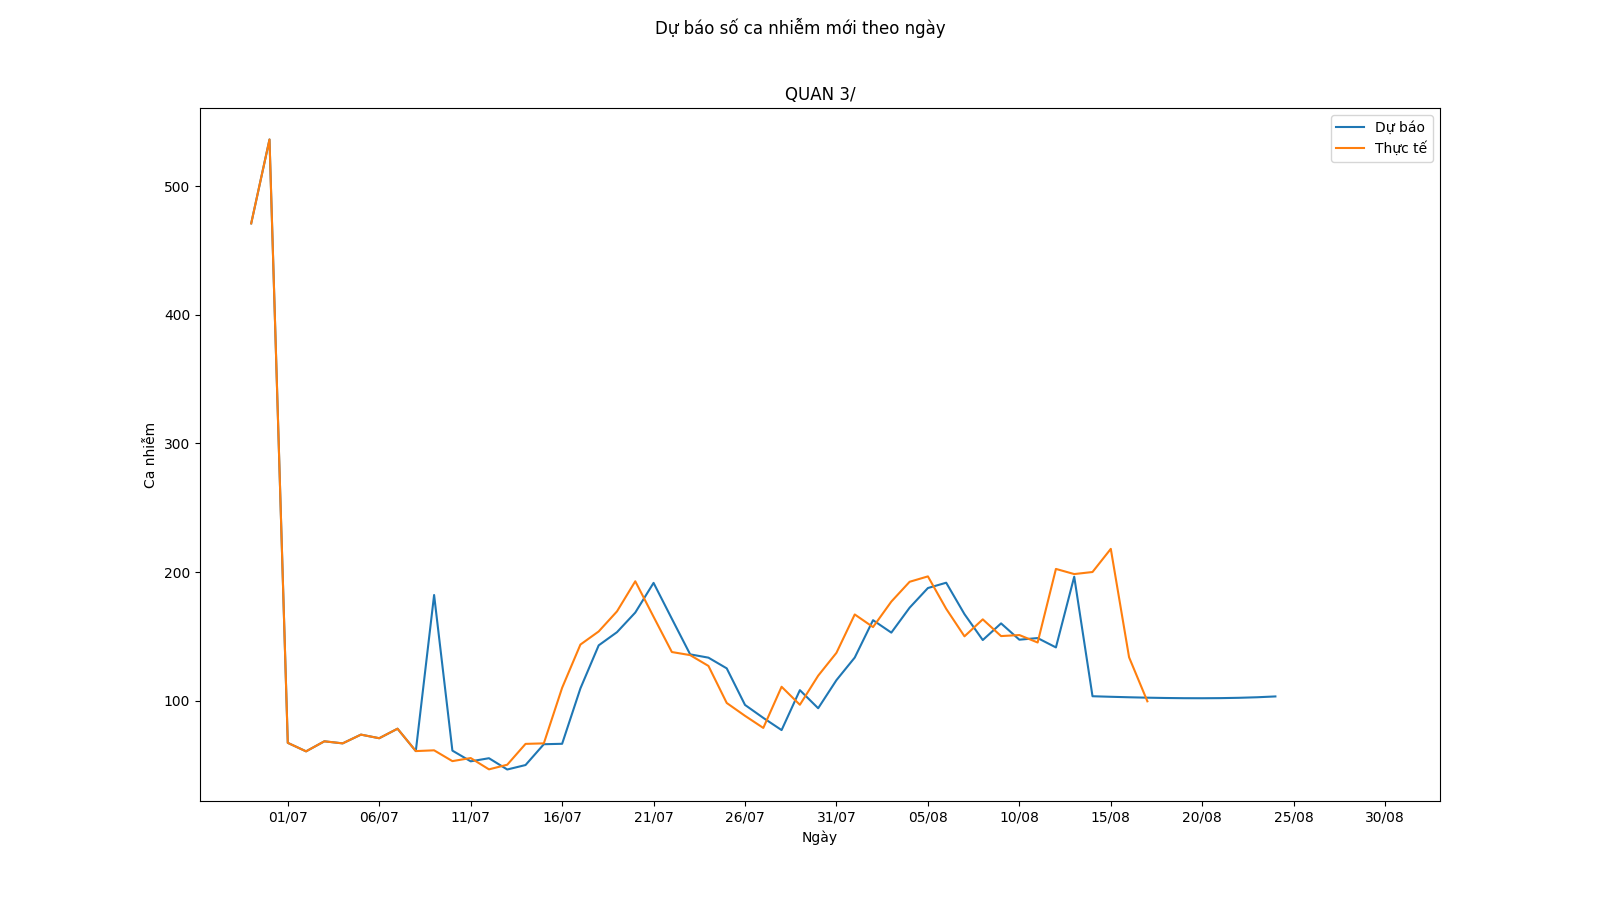 Dự báo số ca nhiễm mới theo ngày
QUAN 3/
Dự báo
Thực tế
500
400
300
200
100
Ca nhiễm
01/07 06/07 11/07 16/07 21/07 26/07 31/07 05/08 10/08 15/08 20/08 25/08 30/08
Ngày